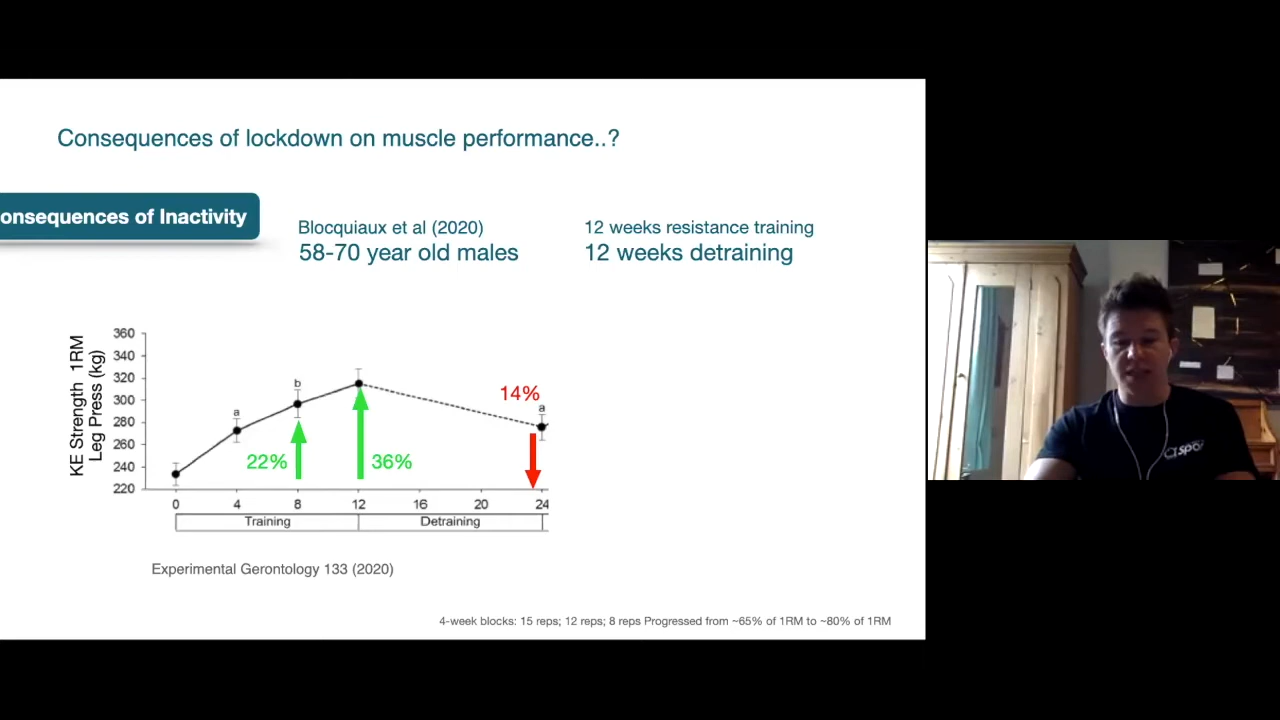 Consequences of lockdown on muscle performance..?
onsequences of Inactivity
Blocquiaux et al (2020)
58-70 year old males
12 weeks resistance training
12 weeks detraining
KE Strength 1RM
Leg Press (kg)
360
340
320
300
280
260
240
220
a
b
a
22%
36%
14%
0 4 8 12 16 20 24
Training
Detraining
Experimental Gerontology 133 (2020)
4-week blocks: 15 reps; 12 reps; 8 reps Progressed from ~65% of 1RM to ~80% of 1RM